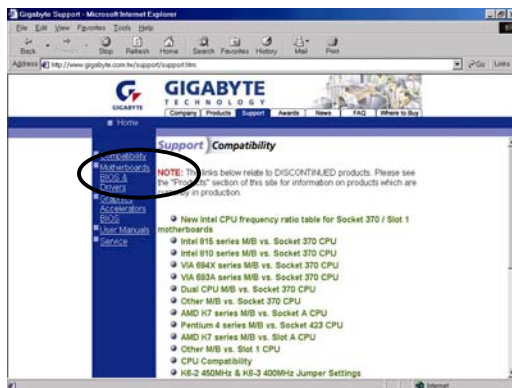 Gigabyte Support - Microsoft Internet Explorer
File Edit View Favorites Tools Help
Back Stop Refresh Home Search Favorites History Mail Print
Address http://www.gigabyte.com.tw/support/support.htm Go Links
GIGABYTE
GIGABYTE
TECHNOLOGY
Company Products Support Awards News FAQ Where to Buy
Home
Compatibility
Motherboards
BIOS &
Drivers
Graphics
Accelerators
BIOS
User Manuals
Service
Support Compatibility
NOTE: The links below relate to DISCONTINUED products. Please see
the "Products" section of this site for information on products which are
currently in production.
New Intel CPU frequency ratio table for Socket 370 / Slot 1
motherboards
Intel 815 series M/B vs. Socket 370 CPU
Intel 810 series M/B vs. Socket 370 CPU
VIA 694X series M/B vs. Socket 370 CPU
VIA 693A series M/B vs. Socket 370 CPU
Dual CPU M/B vs. Socket 370 CPU
Other M/B vs. Socket 370 CPU
AMD K7 series M/B vs. Socket A CPU
Pentium 4 series M/B vs. Socket 423 CPU
AMD K7 series M/B vs. Slot A CPU
Other M/B vs. Slot 1 CPU
CPU Compatibility
K6-2 450MHz & K6-3 400MHz Jumper Settings
Internet